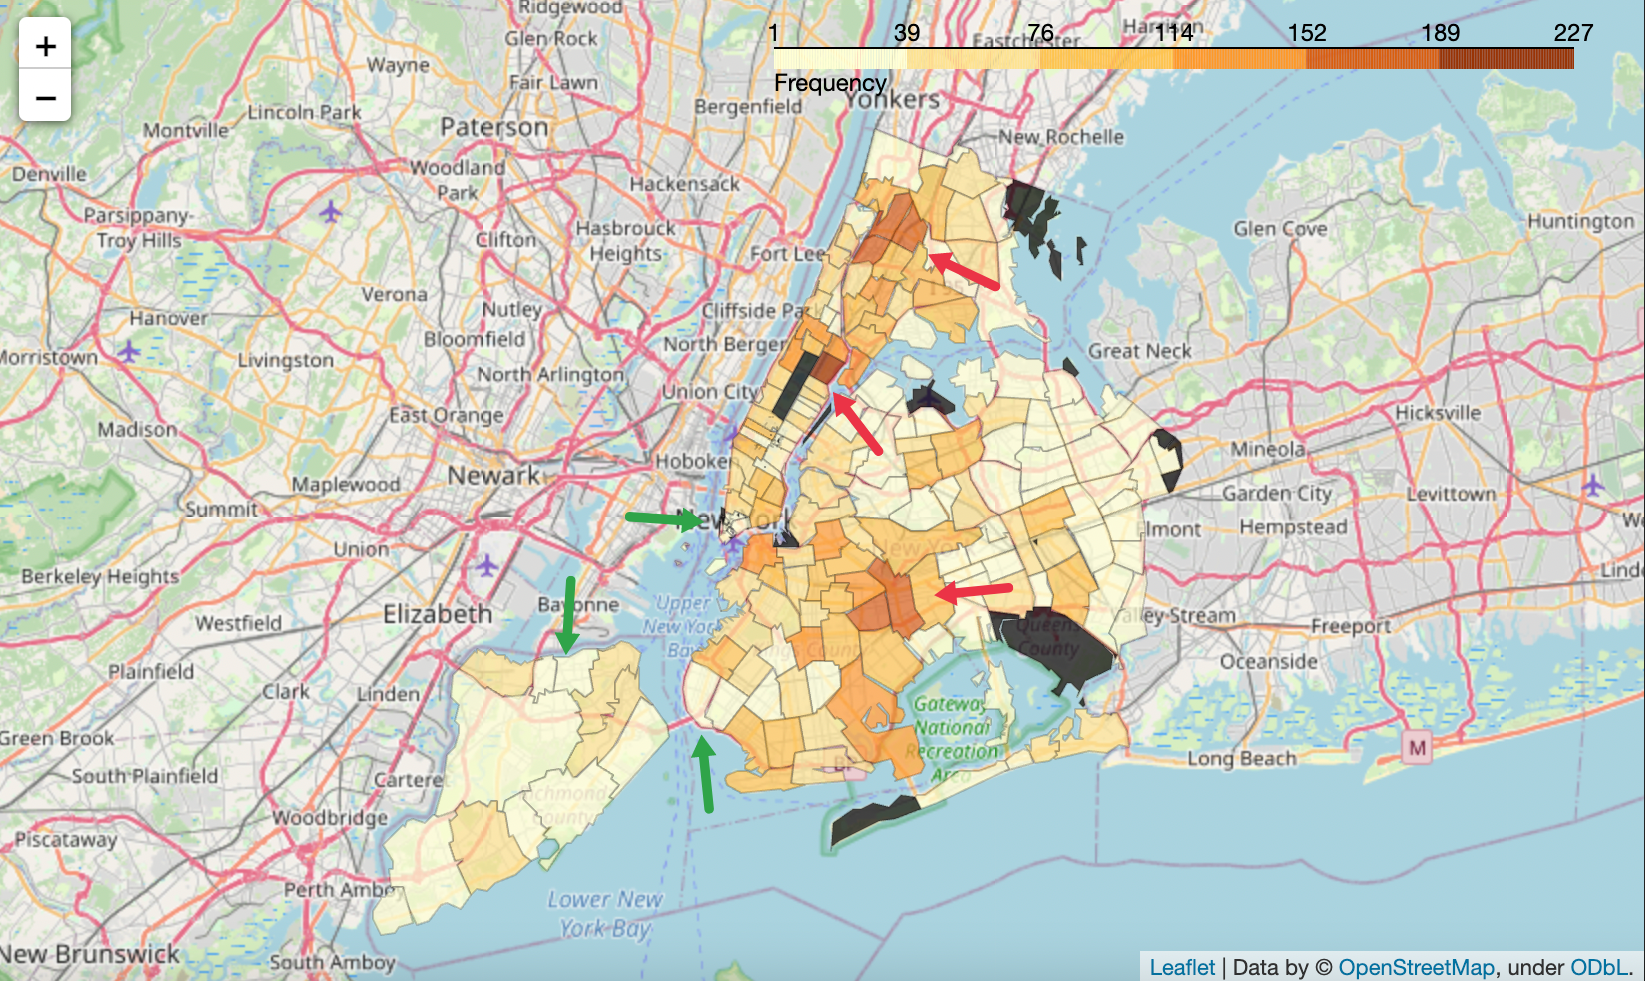 +
−
1 39 76 114 152 189 227
Frequency
Ridgewood
Glen Rock
Harrison
Eastchester
Wayne
Fair Lawn
Lincoln Park
Bergenfield
Yonkers
Montville
Paterson
New Rochelle
Denville
Woodland
Park
Hackensack
Parsippany-
Troy Hills
Huntington
Glen Cove
Clifton
Hasbrouck
Heights
Fort Lee
Verona
Nutley
Cliffside Pa
Hanover
Bloomfield
North Berger
Great Neck
Morristown
Livingston
North Arlington
Union City
East Orange
Hicksville
Madison
Mineola
Newark
Hoboken
Maplewood
Garden City
Levittown
Summit
New York
Elmont
Hempstead
Union
New Yo
Berkeley Heights
Elizabeth
Bayonne
Upper
New York
Bay
Valley Stream
Westfield
Queens
County
Freeport
Kings County
Plainfield
Oceanside
Clark
Linden
Gateway
National
Recreation
Area
Green Brook
Long Beach
M
South Plainfield
Carteret
BP
Richmond
County
Woodbridge
Piscataway
Perth Ambo
Lower New
York Bay
New Brunswick
South Amboy
Leaflet | Data by © OpenStreetMap, under ODbL.